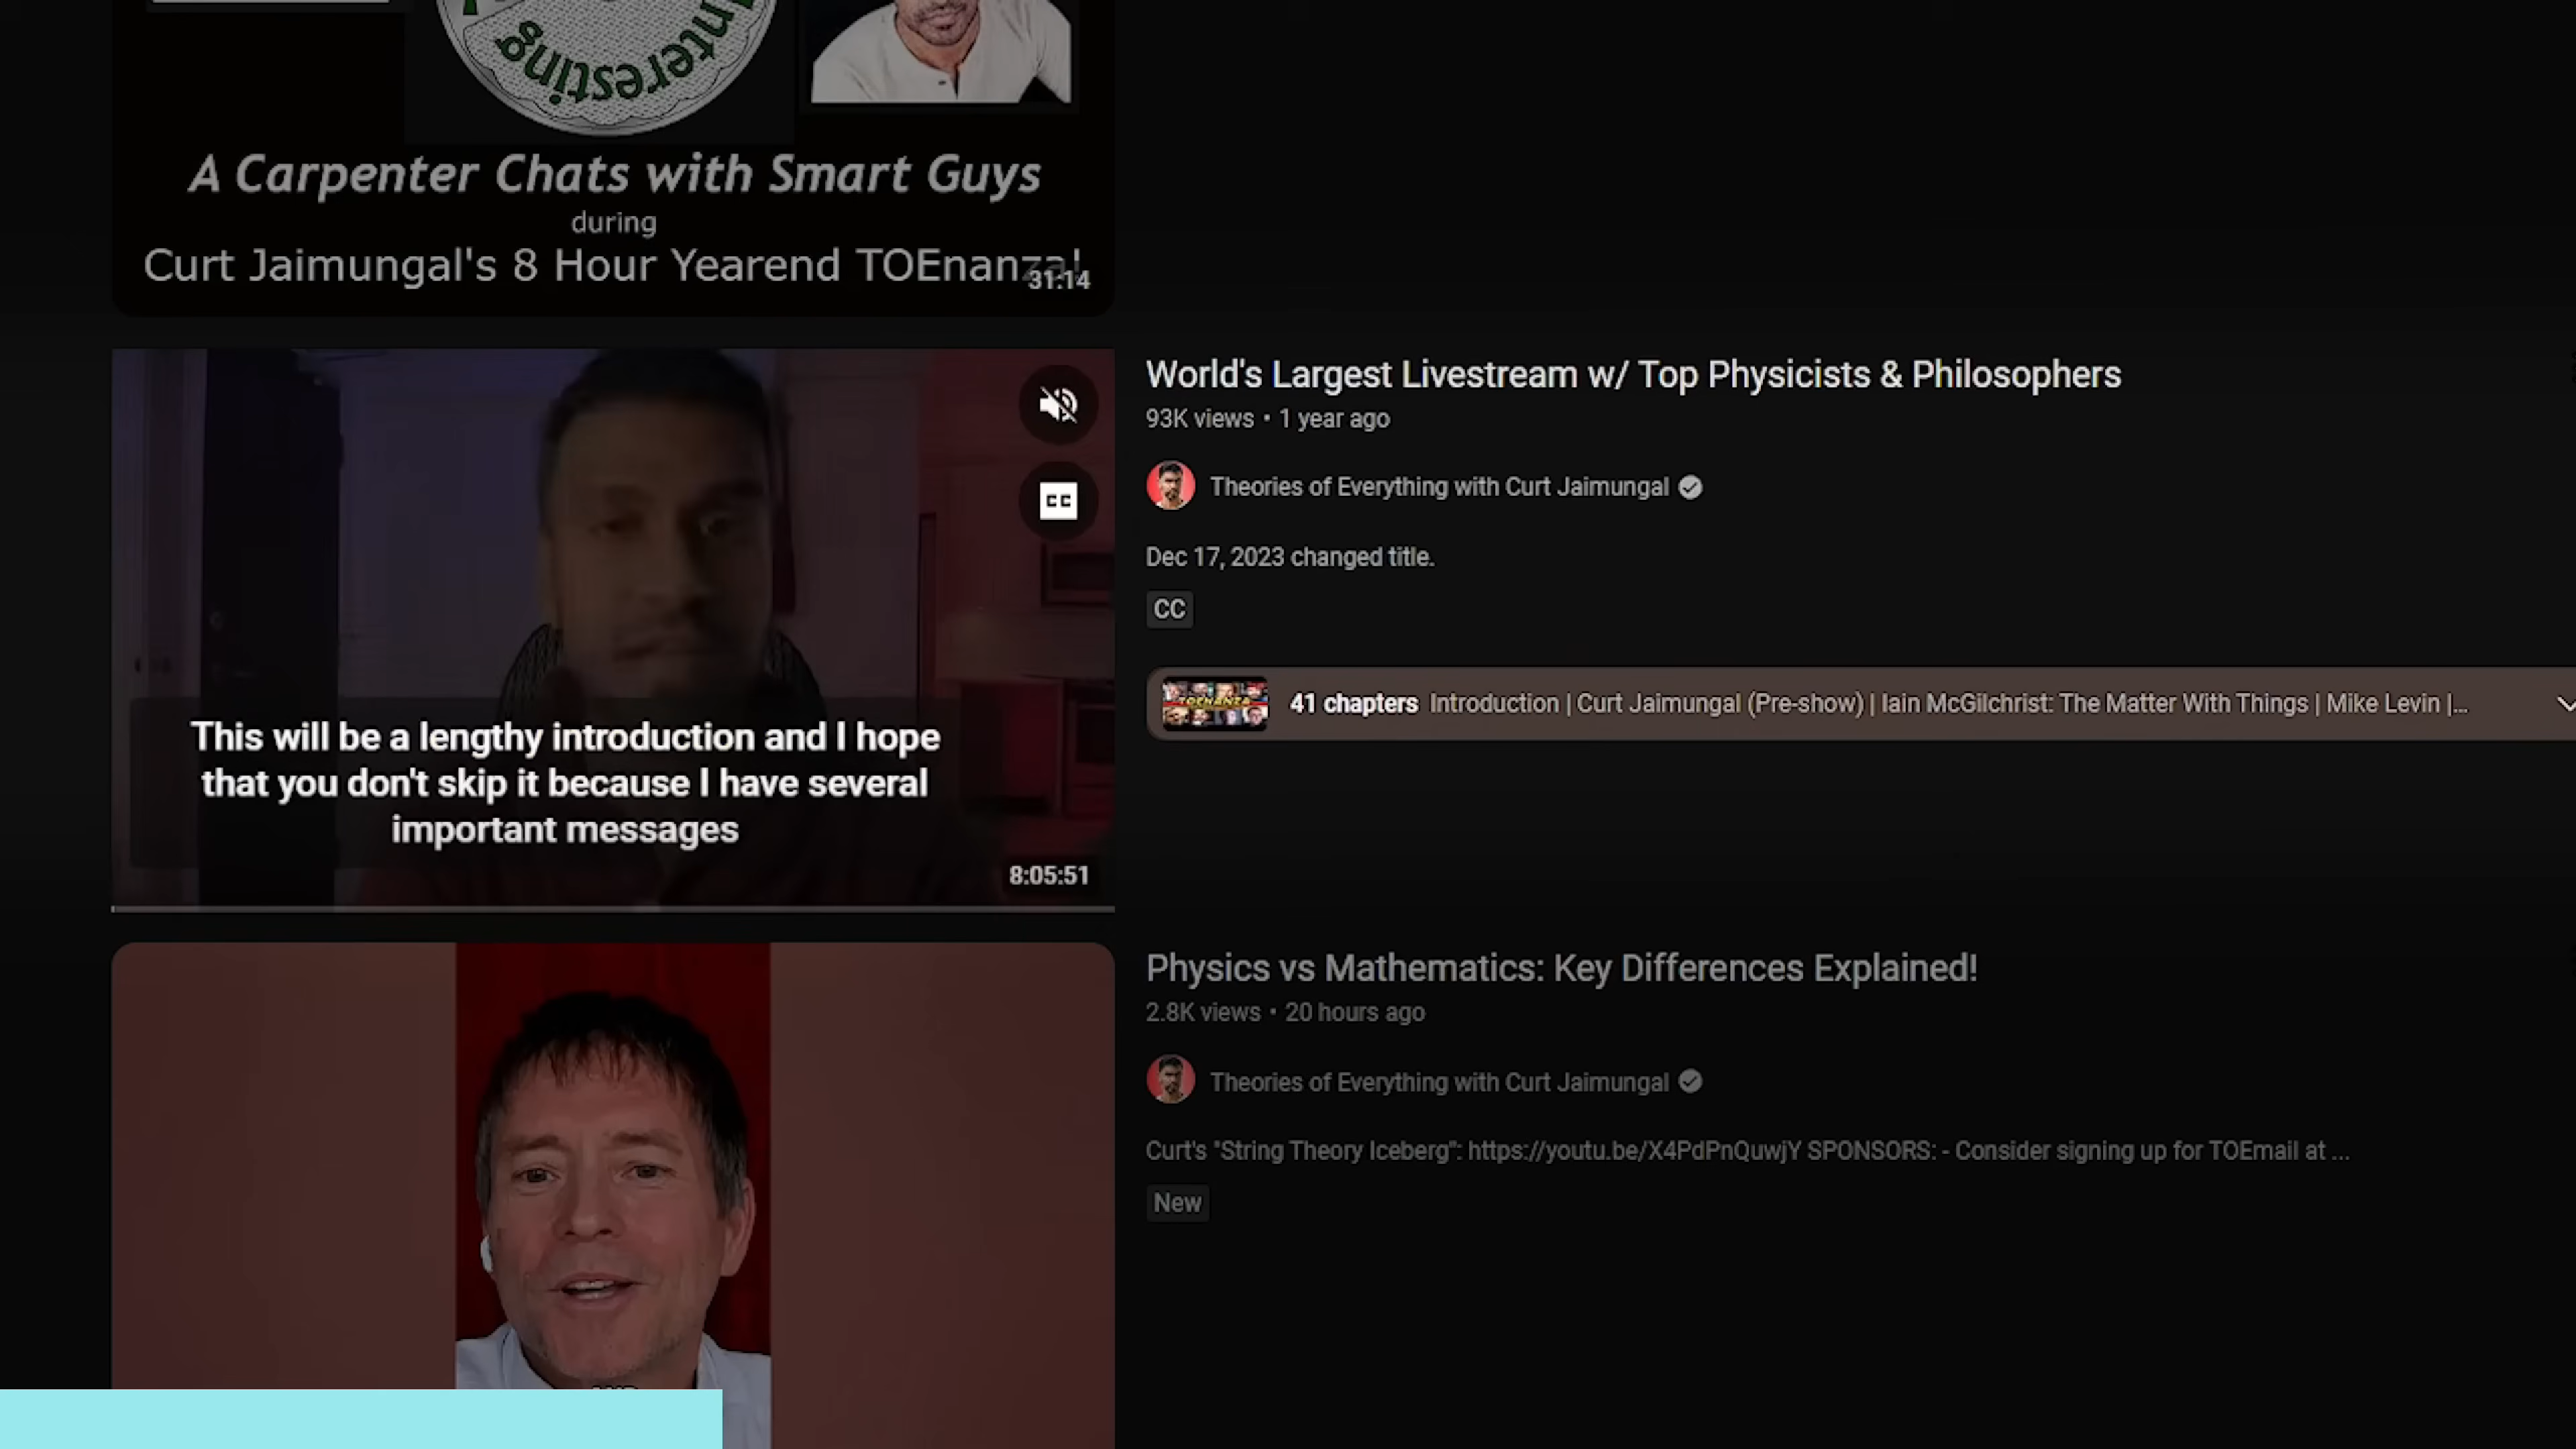 Interesting
A Carpenter Chats with Smart Guys
during
Curt Jaimungal's 8 Hour Yearend TOEnanza!
31:14
World's Largest Livestream w/ Top Physicists & Philosophers
93K views • 1 year ago
Theories of Everything with Curt Jaimungal
Dec 17, 2023 changed title.
CC
CC
TOENANZA
41 chapters Introduction | Curt Jaimungal (Pre-show) | Iain McGilchrist: The Matter With Things | Mike Levin |...
This will be a lengthy introduction and I hope
that you don't skip it because I have several
important messages
8:05:51
Physics vs Mathematics: Key Differences Explained!
2.8K views • 20 hours ago
Theories of Everything with Curt Jaimungal
Curt's "String Theory Iceberg": https://youtu.be/X4PdPnQuwjY SPONSORS: - Consider signing up for TOEmail at ...
New